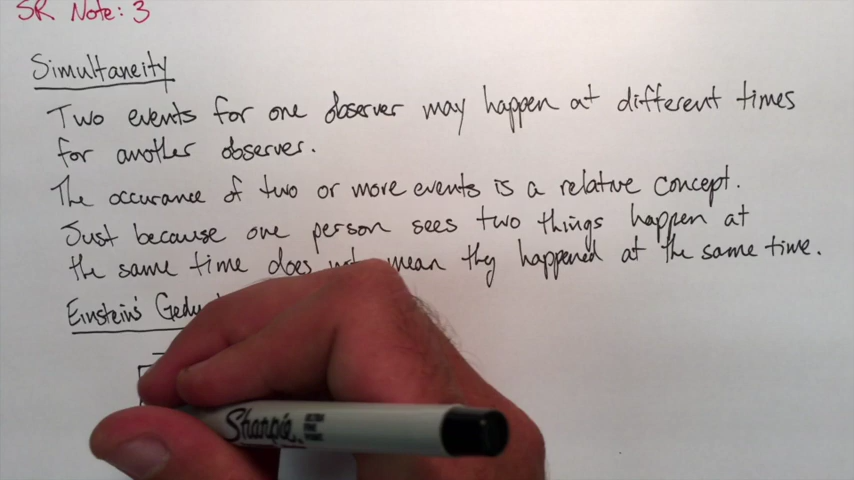 SR Note: 3
Simultaneity
Two events for one observer may happen at different times
for another observer.
The occurance of two or more events is a relative concept.
Just because one person sees two things happen at
the same time does not mean they happened at the same time.
Einstein's
Sharpie